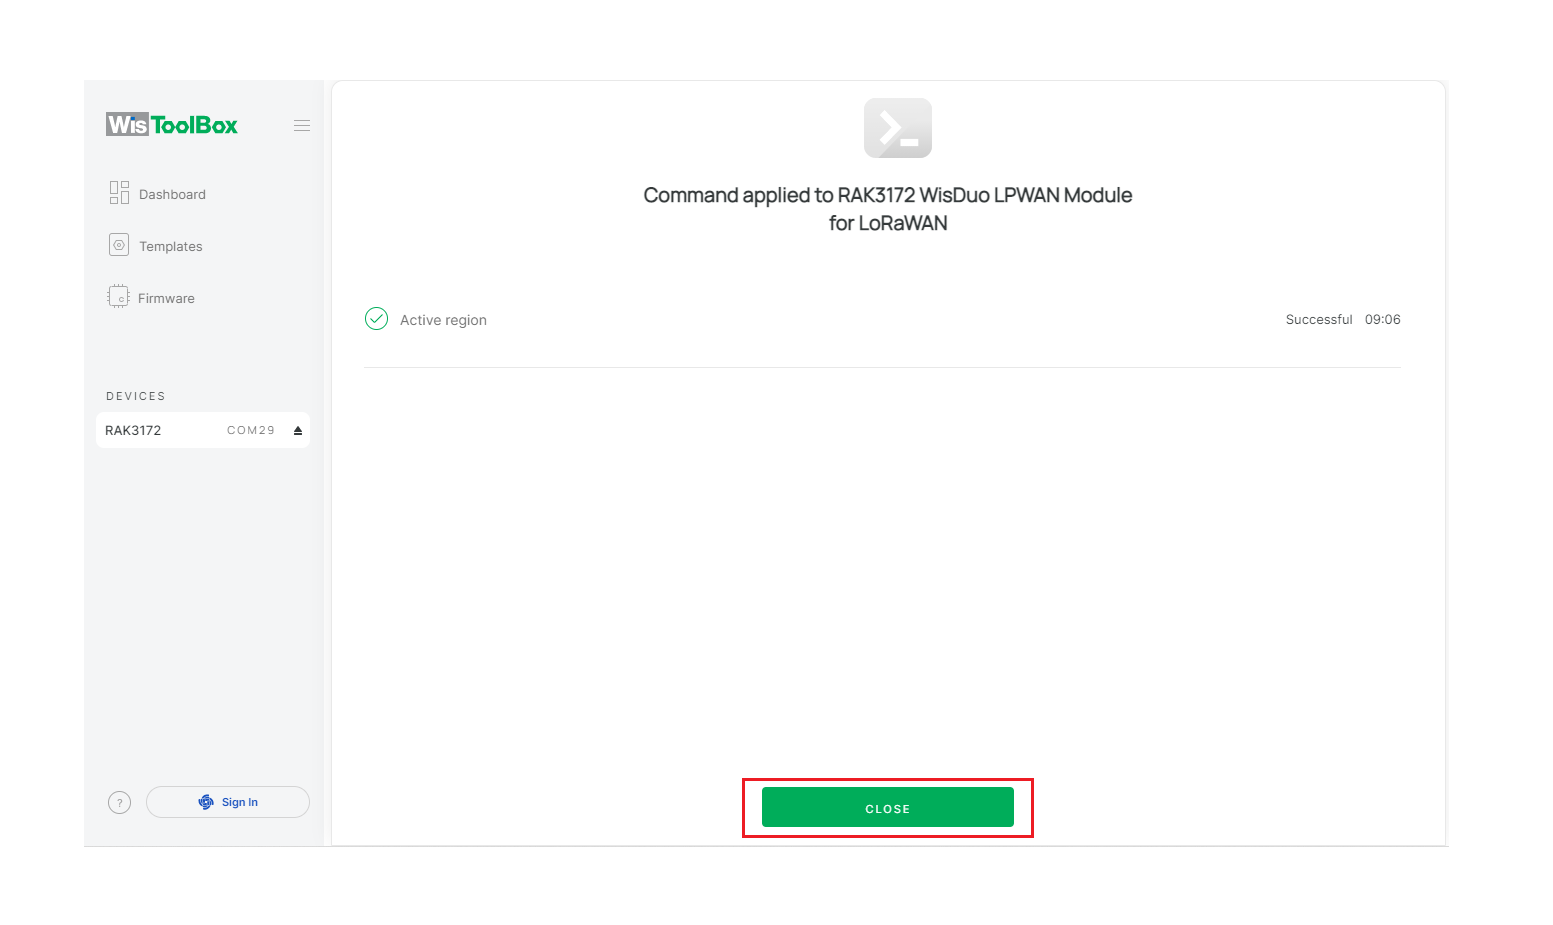 WisToolBox
Dashboard
Templates
Firmware
DEVICES
RAK3172 COM29
? Sign In
Command applied to RAK3172 WisDuo LPWAN Module
for LoRaWAN
Active region Successful 09:06
CLOSE